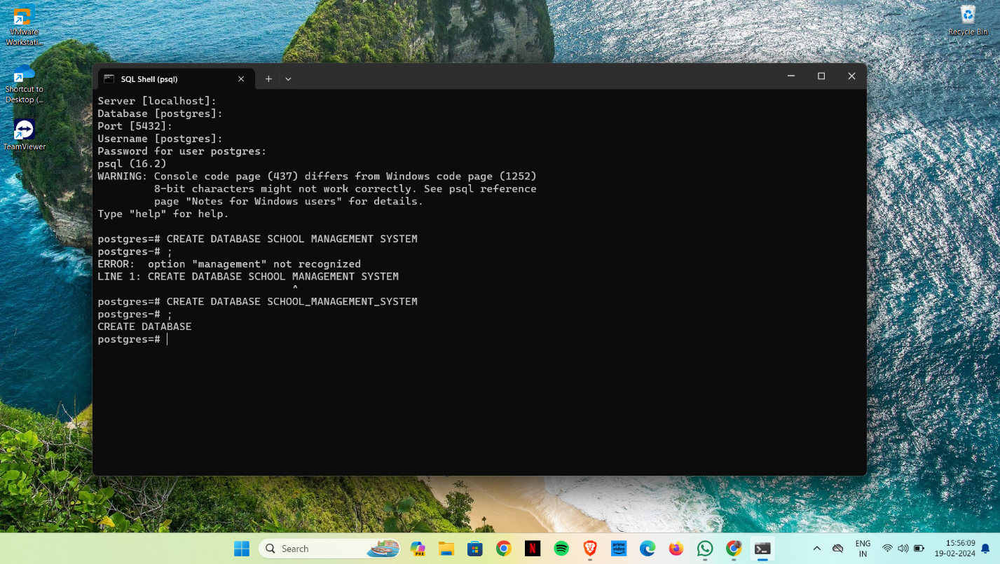 VMware
Workstati...
Recycle Bin
Shortcut to
Desktop (...
TeamViewer
SQL Shell (psql)
Server [localhost]:
Database [postgres]:
Port [5432]:
Username [postgres]:
Password for user postgres:
psql (16.2)
WARNING: Console code page (437) differs from Windows code page (1252)
8-bit characters might not work correctly. See psql reference
page "Notes for Windows users" for details.
Type "help" for help.
postgres=# CREATE DATABASE SCHOOL MANAGEMENT SYSTEM
postgres-# ;
ERROR:  option "management" not recognized
LINE 1: CREATE DATABASE SCHOOL MANAGEMENT SYSTEM
^
postgres=# CREATE DATABASE SCHOOL_MANAGEMENT_SYSTEM
postgres-# ;
CREATE DATABASE
postgres=#
Search
PRE
N
prime video
ENG
IN
15:56:09
19-02-2024